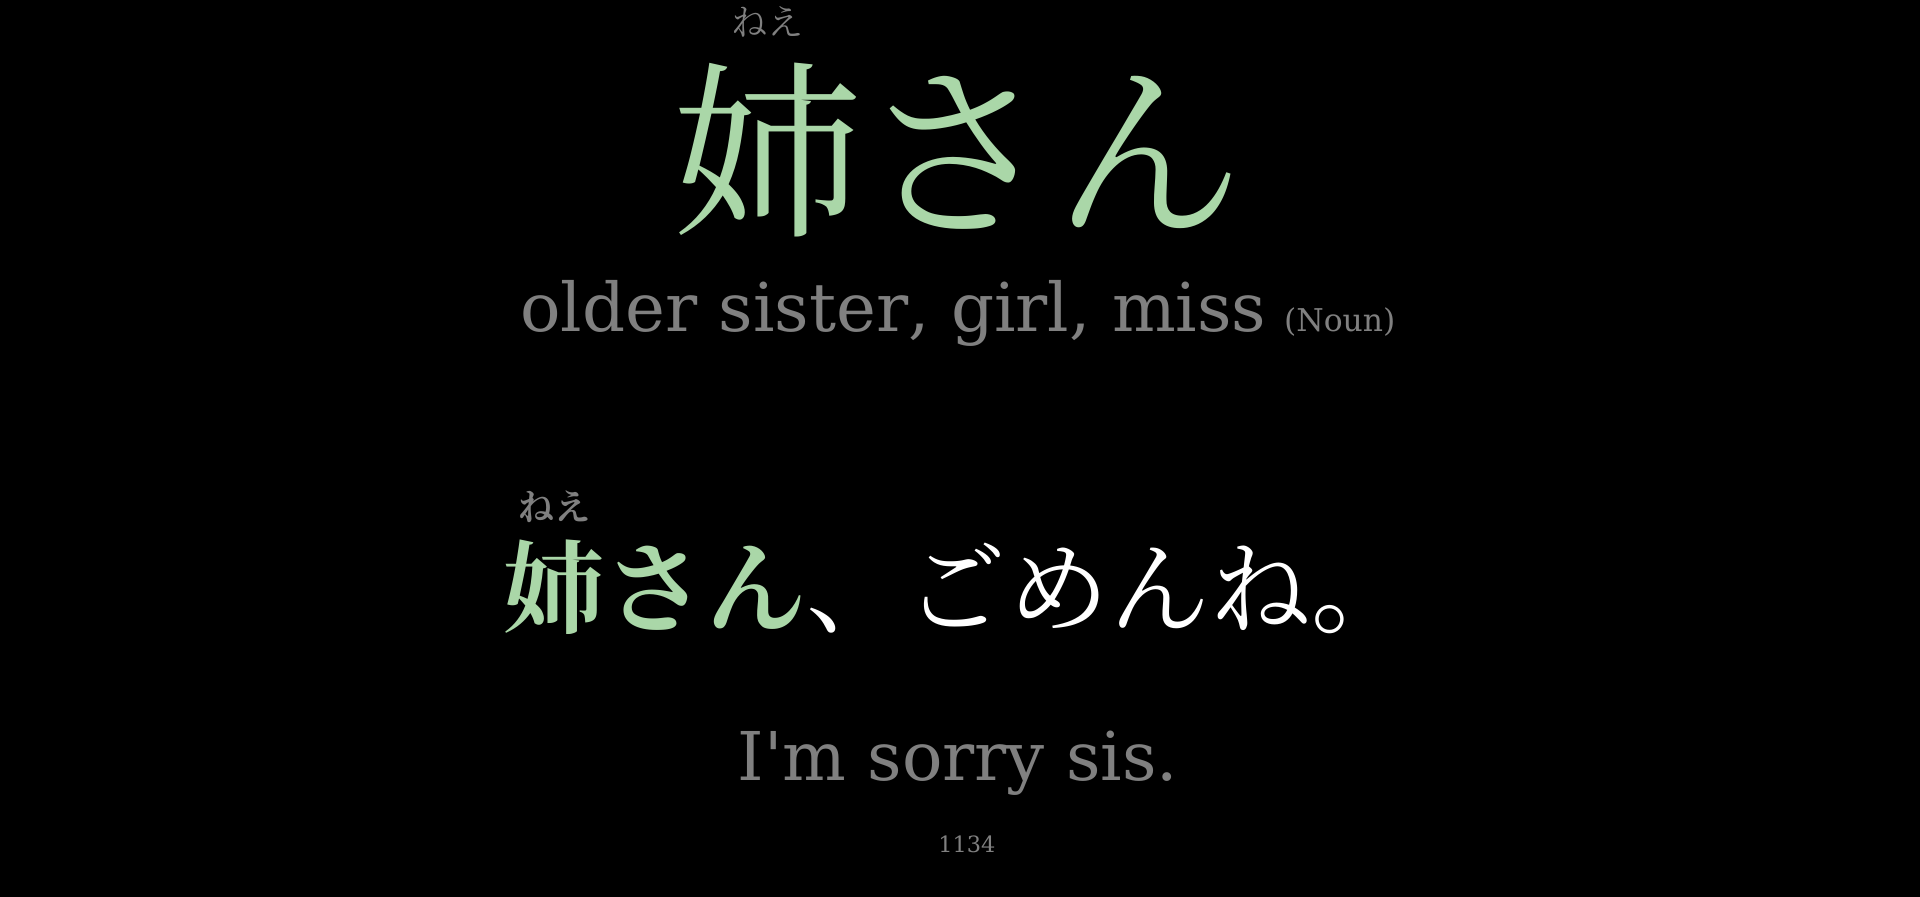 ねえ
姉さん
older sister, girl, miss (Noun)
ねえ
姉さん、ごめんね。
I'm sorry sis.
1134